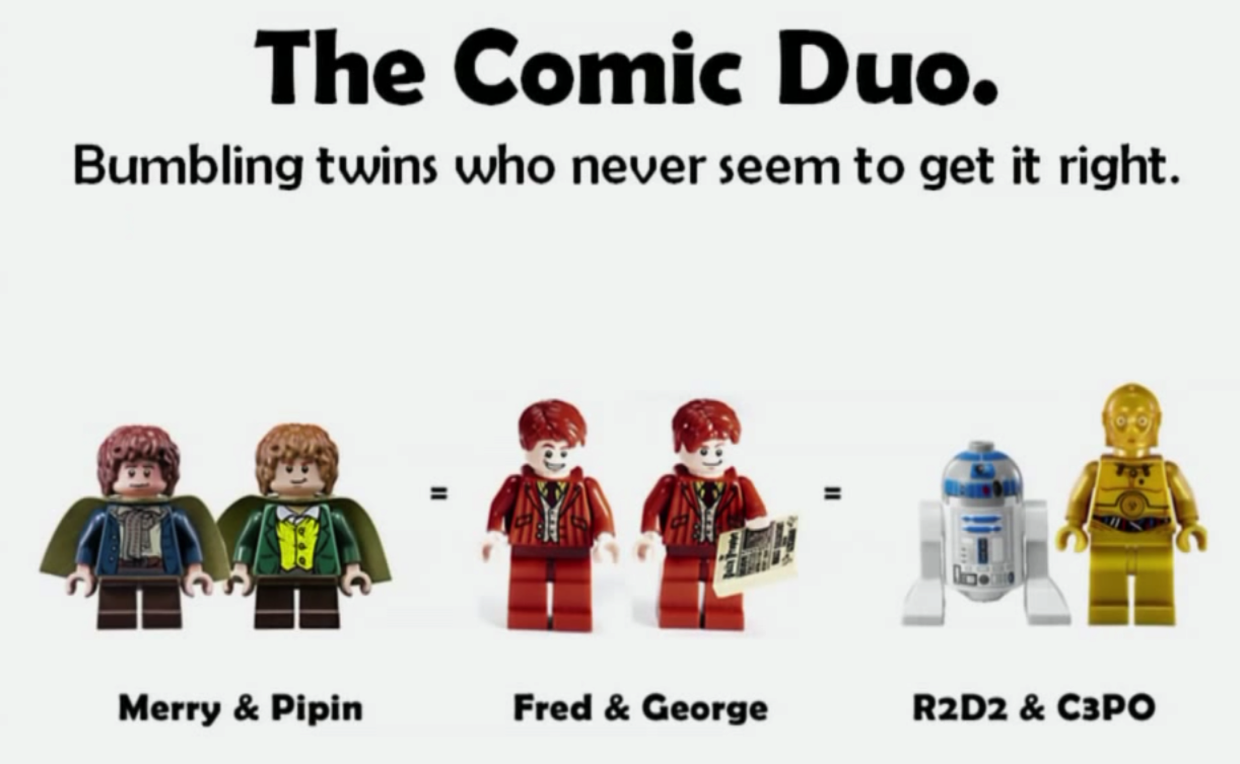 The Comic Duo.
Bumbling twins who never seem to get it right.
= =
Merry & Pipin Fred & George R2D2 & C3PO